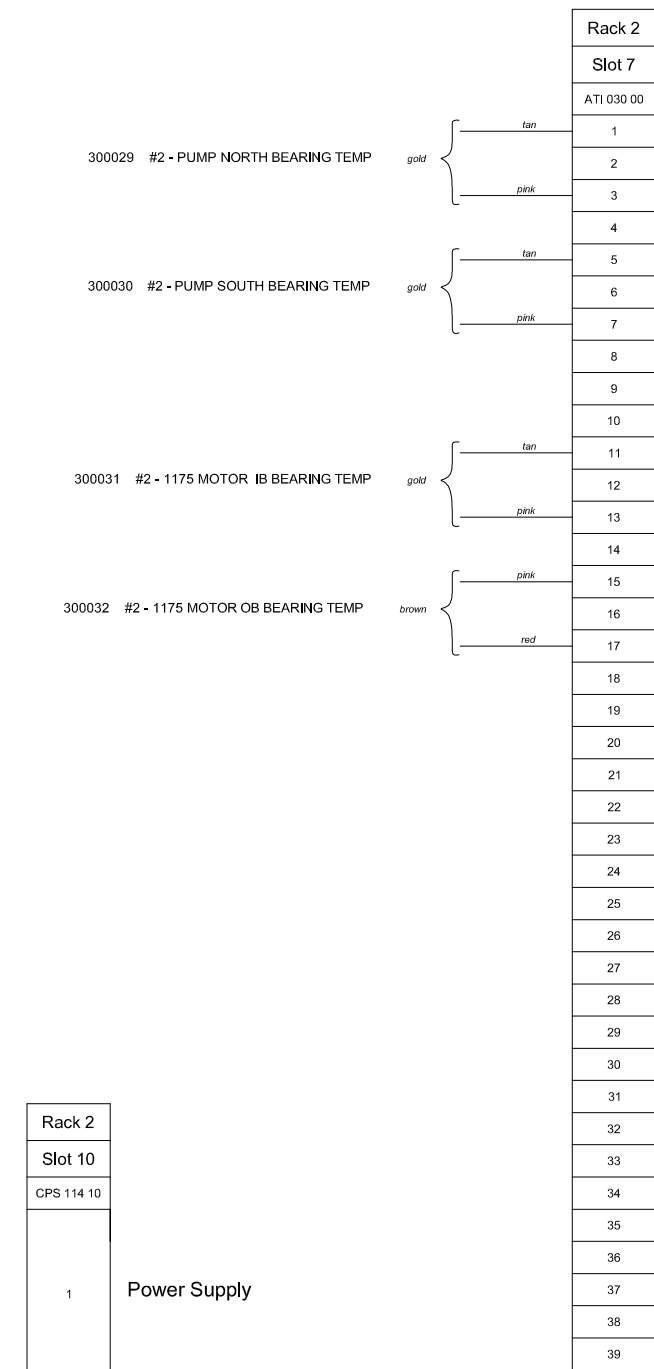 Rack 2
Slot 7
ATI 030 00
tan
1
300029 #2 - PUMP NORTH BEARING TEMP gold
2
pink
3
4
tan
5
300030 #2 - PUMP SOUTH BEARING TEMP gold
6
pink
7
8
9
10
tan
11
300031 #2 - 1175 MOTOR IB BEARING TEMP gold
12
pink
13
14
pink
15
300032 #2 - 1175 MOTOR OB BEARING TEMP brown
16
red
17
18
19
20
21
22
23
24
25
26
27
28
29
30
31
32
33
34
35
36
37
38
39
Rack 2
Slot 10
CPS 114 10
1
Power Supply